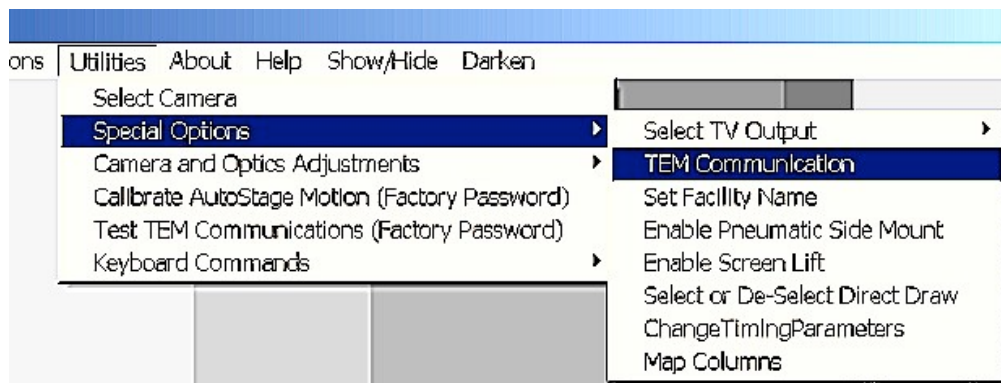 ons Utilities About Help Show/Hide Darken
Select Camera
Special Options
Camera and Optics Adjustments
Calibrate AutoStage Motion (Factory Password)
Test TEM Communications (Factory Password)
Keyboard Commands
Select TV Output
TEM Communication
Set Facility Name
Enable Pneumatic Side Mount
Enable Screen Lift
Select or De-Select Direct Draw
ChangeTimingParameters
Map Columns